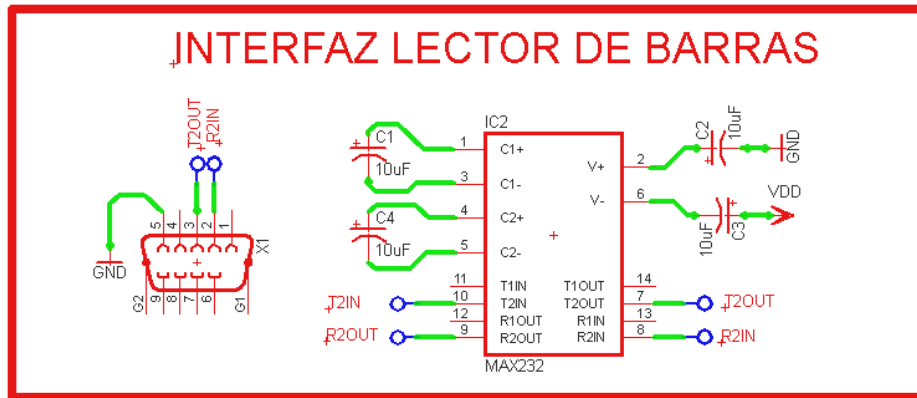 INTERFAZ LECTOR DE BARRAS
T2OUT
R2IN
5
4
3
2
1
X1
GND
G2
9
8
7
6
G1
IC2
C1
10uF
C4
10uF
1
C1+
3
C1-
4
C2+
5
C2-
11
T1IN
T2IN
10
T2IN
12
R1OUT
R2OUT
9
R2OUT
MAX232
V+
2
V-
6
T1OUT
14
T2OUT
7
T2OUT
R1IN
13
R2IN
8
R2IN
C2
10uF
GND
10uF
C3
VDD